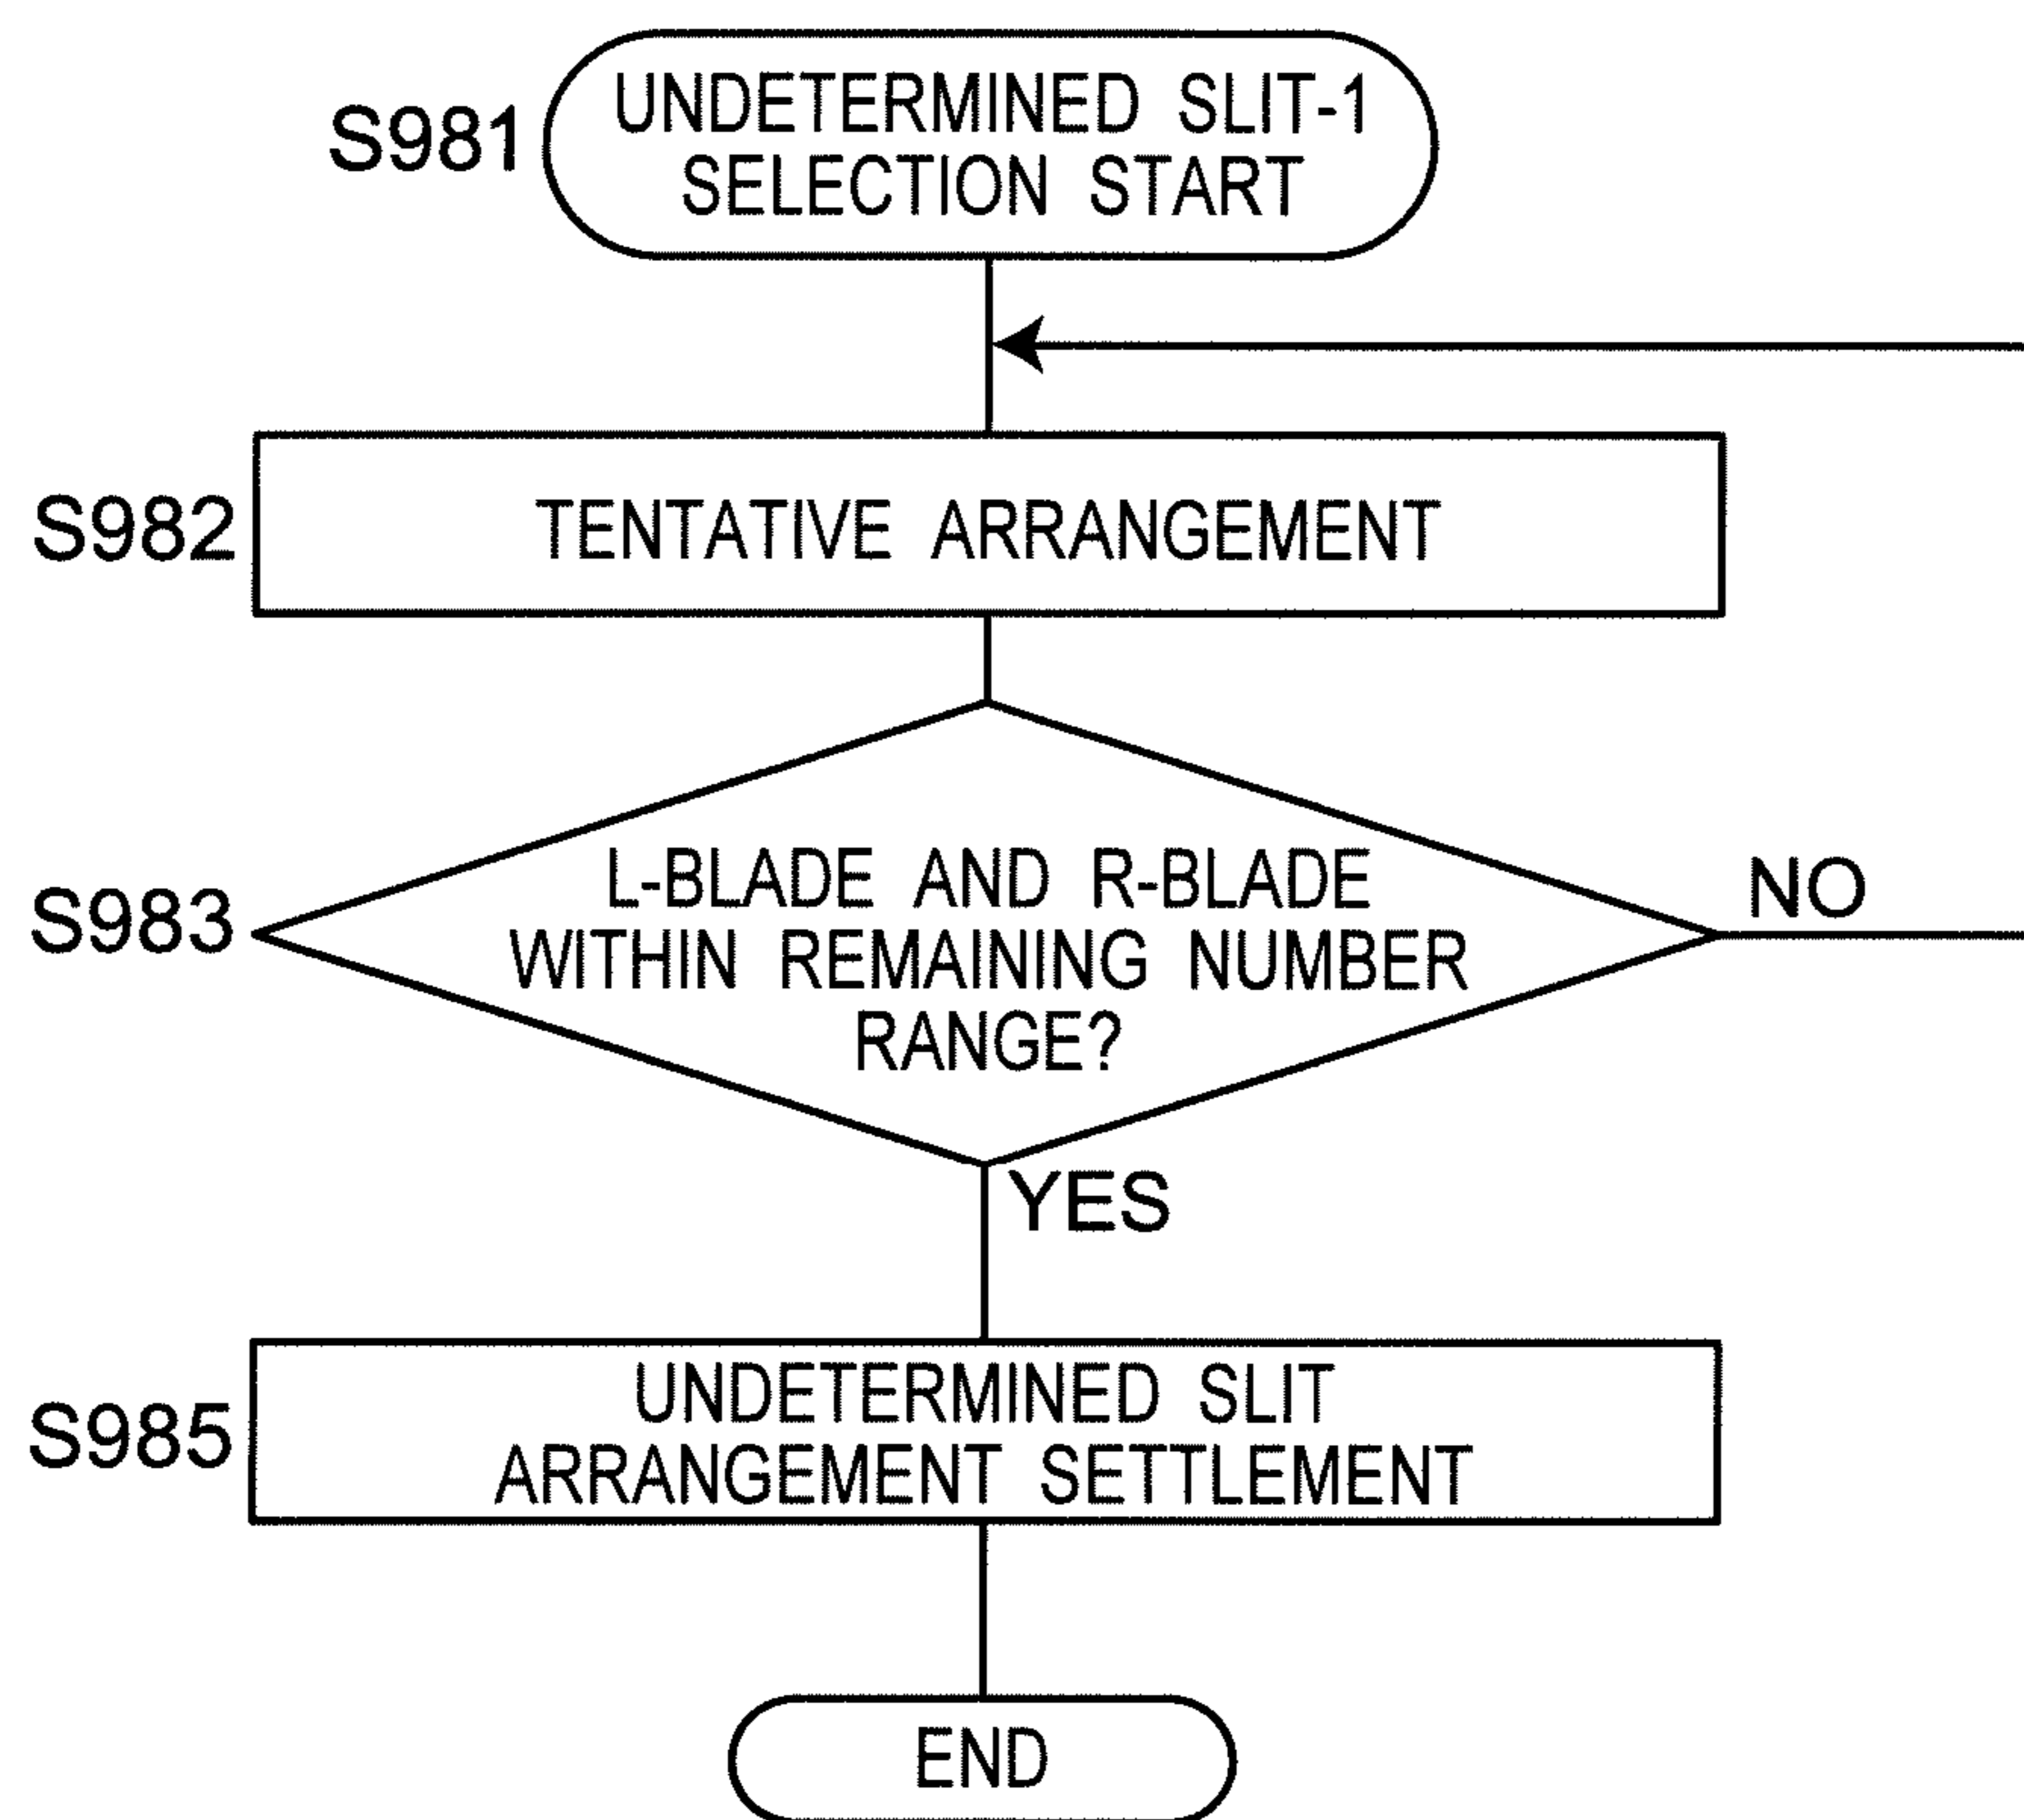 S981
UNDETERMINED SLIT-1
SELECTION START
S982
TENTATIVE ARRANGEMENT
S983
L-BLADE AND R-BLADE
WITHIN REMAINING NUMBER
RANGE?
NO
YES
S985
UNDETERMINED SLIT
ARRANGEMENT SETTLEMENT
END